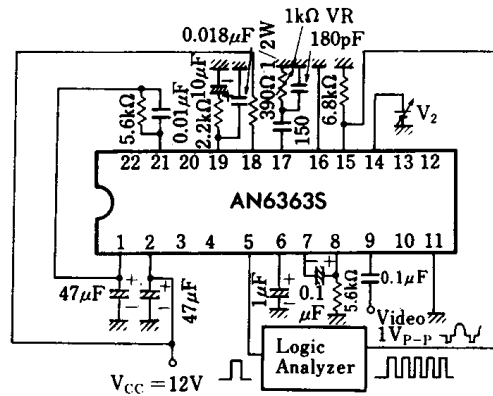 1kΩ VR
0.018μF
180pF
10μF
390Ω 1/2W
5.6kΩ
0.01μF
2.2kΩ
150
6.8kΩ
V2
22 21 20 19 18 17 16 15 14 13 12
AN6363S
1 2 3 4 5 6 7 8 9 10 11
47μF
47μF
1μF
0.1
μF
5.6kΩ
0.1μF
Video
1VP-P
VCC=12V
Logic
Analyzer
+
−
+
−
+
−
−
+
−